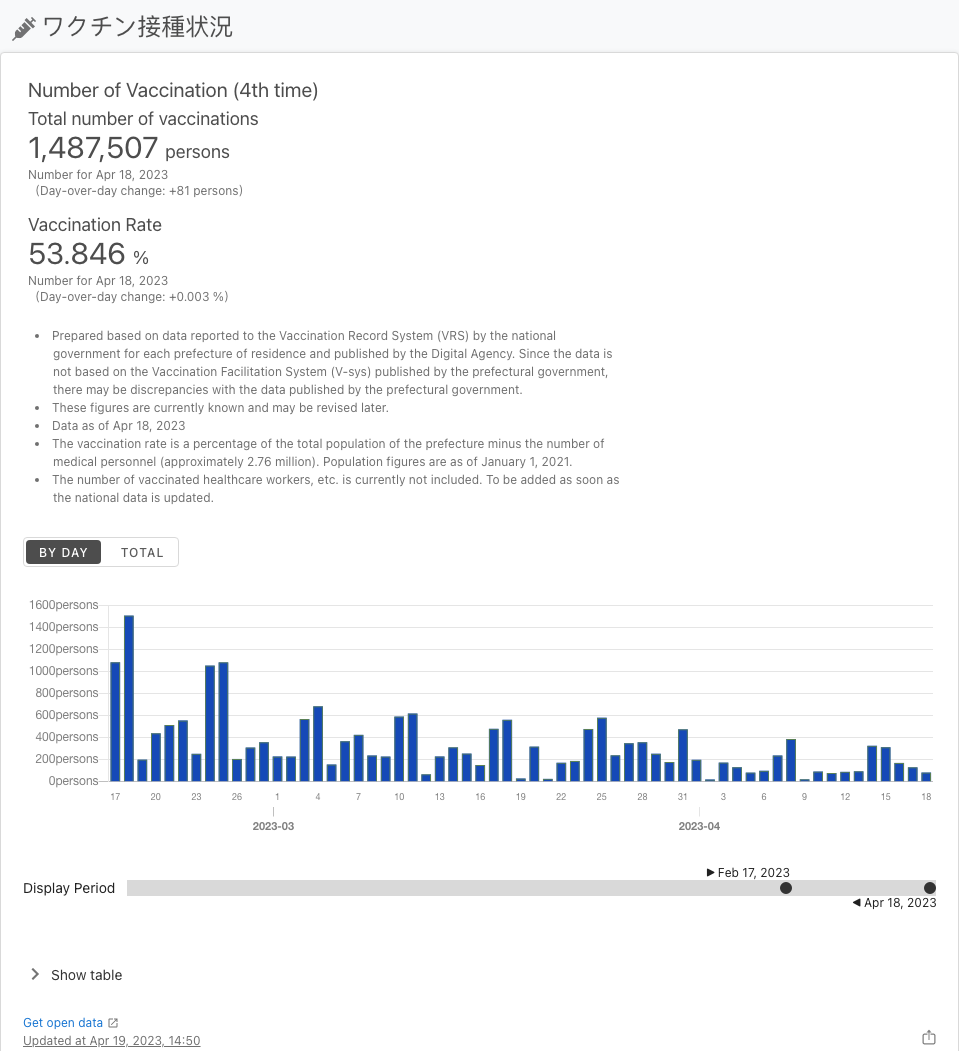 ワクチン接種状況
Number of Vaccination (4th time)
Total number of vaccinations
1,487,507 persons
Number for Apr 18, 2023
(Day-over-day change: +81 persons)
Vaccination Rate
53.846 %
Number for Apr 18, 2023
(Day-over-day change: +0.003 %)
• Prepared based on data reported to the Vaccination Record System (VRS) by the national
government for each prefecture of residence and published by the Digital Agency. Since the data is
not based on the Vaccination Facilitation System (V-sys) published by the prefectural government,
there may be discrepancies with the data published by the prefectural government.
• These figures are currently known and may be revised later.
• Data as of Apr 18, 2023
• The vaccination rate is a percentage of the total population of the prefecture minus the number of
medical personnel (approximately 2.76 million). Population figures are as of January 1, 2021.
• The number of vaccinated healthcare workers, etc. is currently not included. To be added as soon as
the national data is updated.
BY DAY TOTAL
1600persons
1400persons
1200persons
1000persons
800persons
600persons
400persons
200persons
0persons
17 20 23 26 1 4 7 10 13 16 19 22 25 28 31 3 6 9 12 15 18
2023-03 2023-04
Feb 17, 2023
Display Period
Apr 18, 2023
Show table
Get open data
Updated at Apr 19, 2023, 14:50